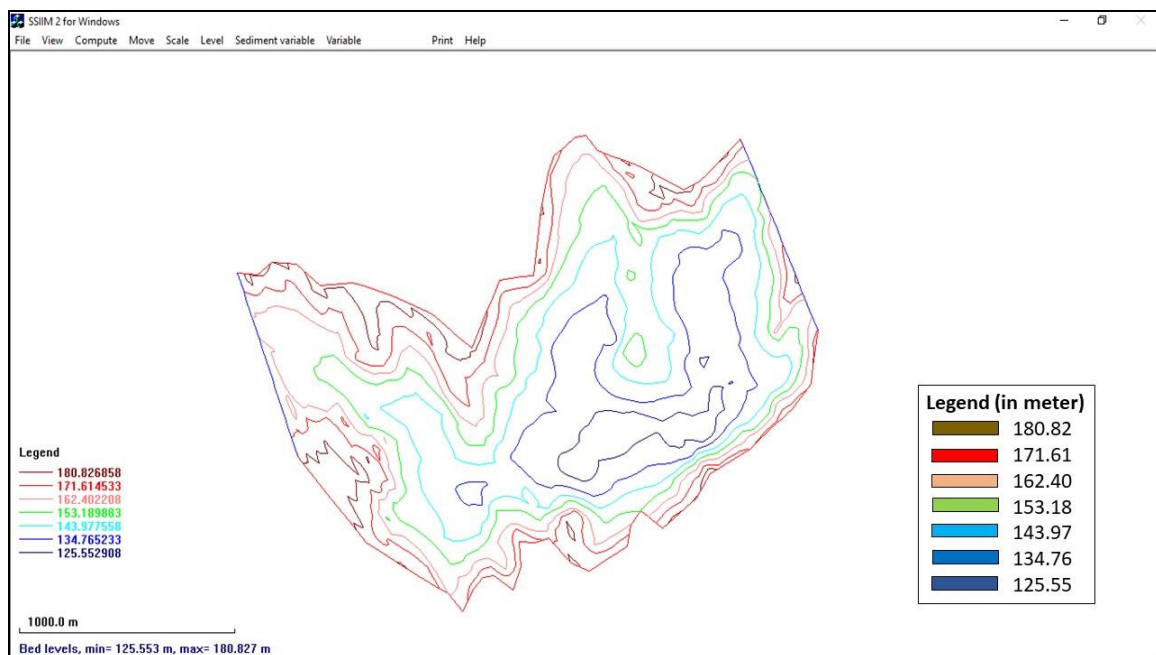 SSIIM 2 for Windows
File View Compute Move Scale Level Sediment variable Variable Print Help
Legend
180.826858
171.614533
162.402208
153.189883
143.977558
134.765233
125.552908
Legend (in meter)
180.82
171.61
162.40
153.18
143.97
134.76
125.55
1000.0 m
Bed levels, min= 125.553 m, max= 180.827 m